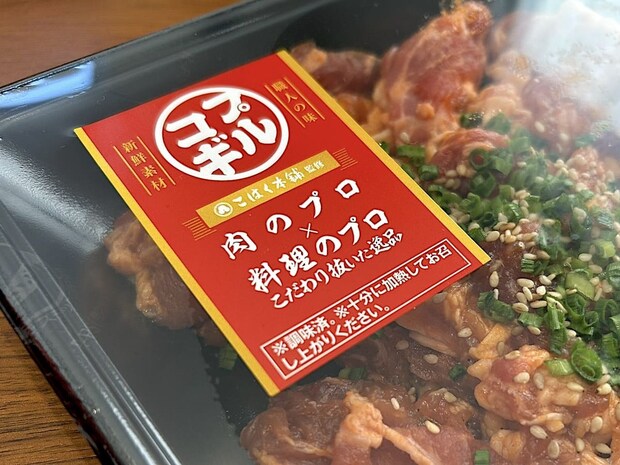 職人の味
プル
コギ
新鮮素材
こはく本舗 監修
肉のプロ
×
料理のプロ
こだわり抜いた逸品
※調味済。※十分に加熱してお召
し上がりください。